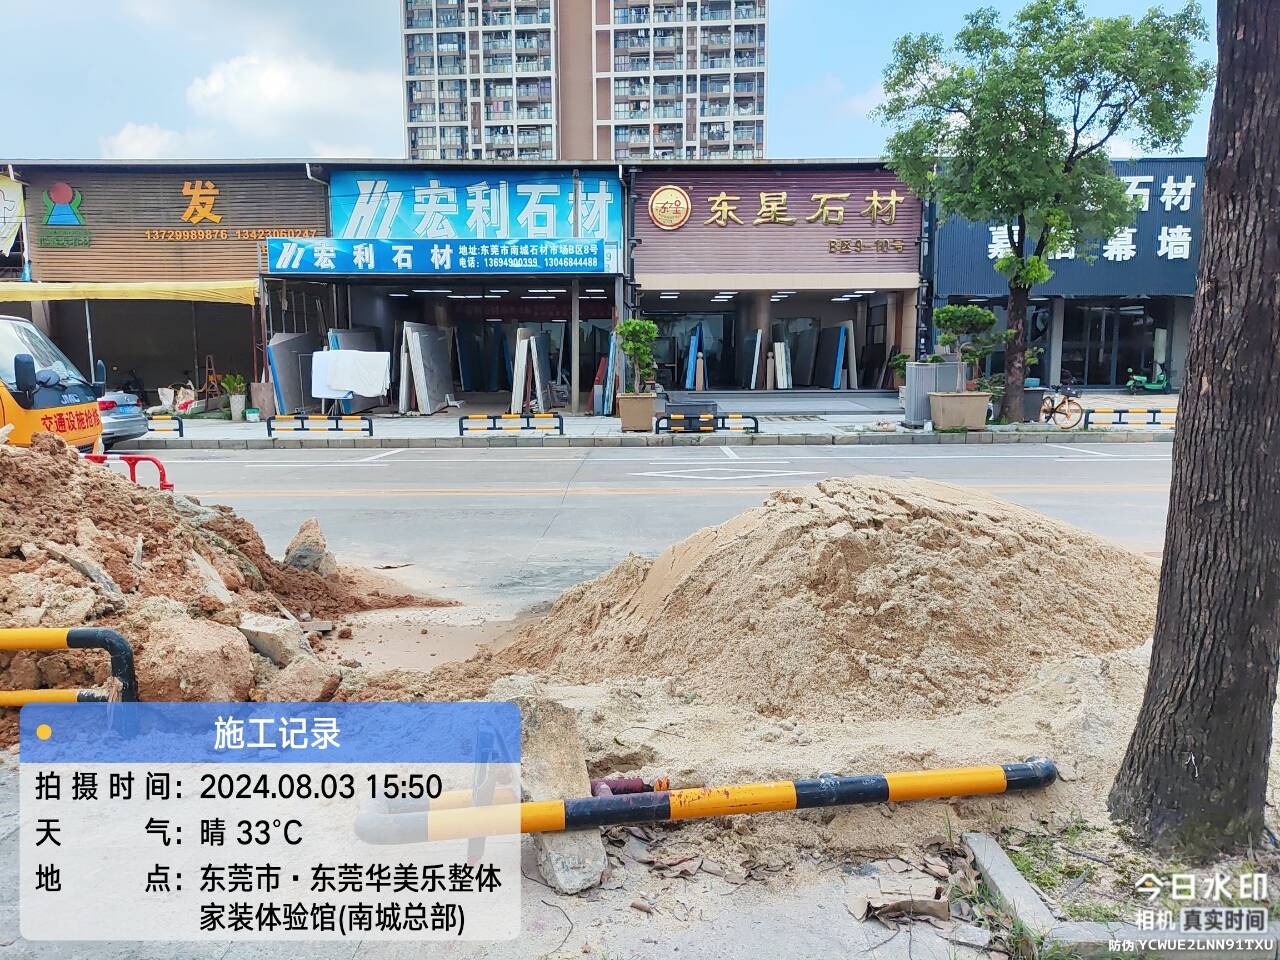 发
13729989876 13423050247
宏利石材
宏利石材
地址:东莞市南城石材市场B区8号
电话: 13694900399 13046844488
东星石材
B区9-10号
石材
幕墙
JMC
交通设施抢
施工记录
拍摄时间: 2024.08.03 15:50
天气: 晴 33°C
地点: 东莞市·东莞华美乐整体
家装体验馆(南城总部)
今日水印
相机 真实时间
防伪 YCWUE2LNN91TXU